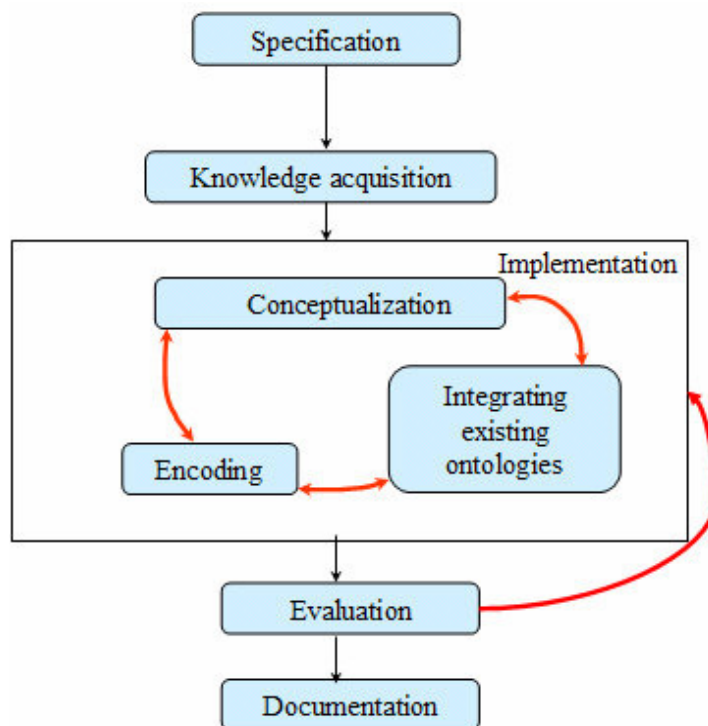 Specification
Knowledge acquisition
Implementation
Conceptualization
Integrating
existing
ontologies
Encoding
Evaluation
Documentation